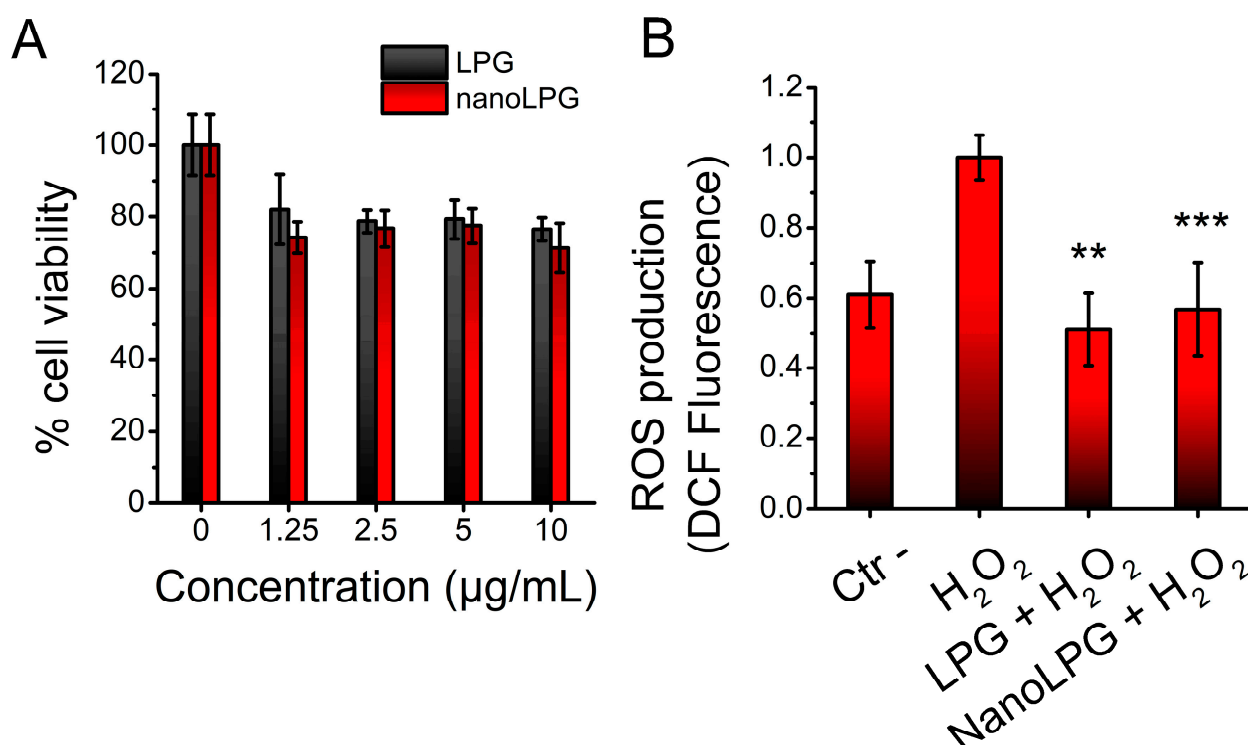 A
LPG
nanoLPG
120
100
80
60
40
20
0
% cell viability
0 1.25 2.5 5 10
Concentration (µg/mL)
B
1.2
1.0
0.8
0.6
0.4
0.2
0.0
ROS production
(DCF Fluorescence)
**
***
Ctr -
H₂O₂
LPG + H₂O₂
NanoLPG + H₂O₂